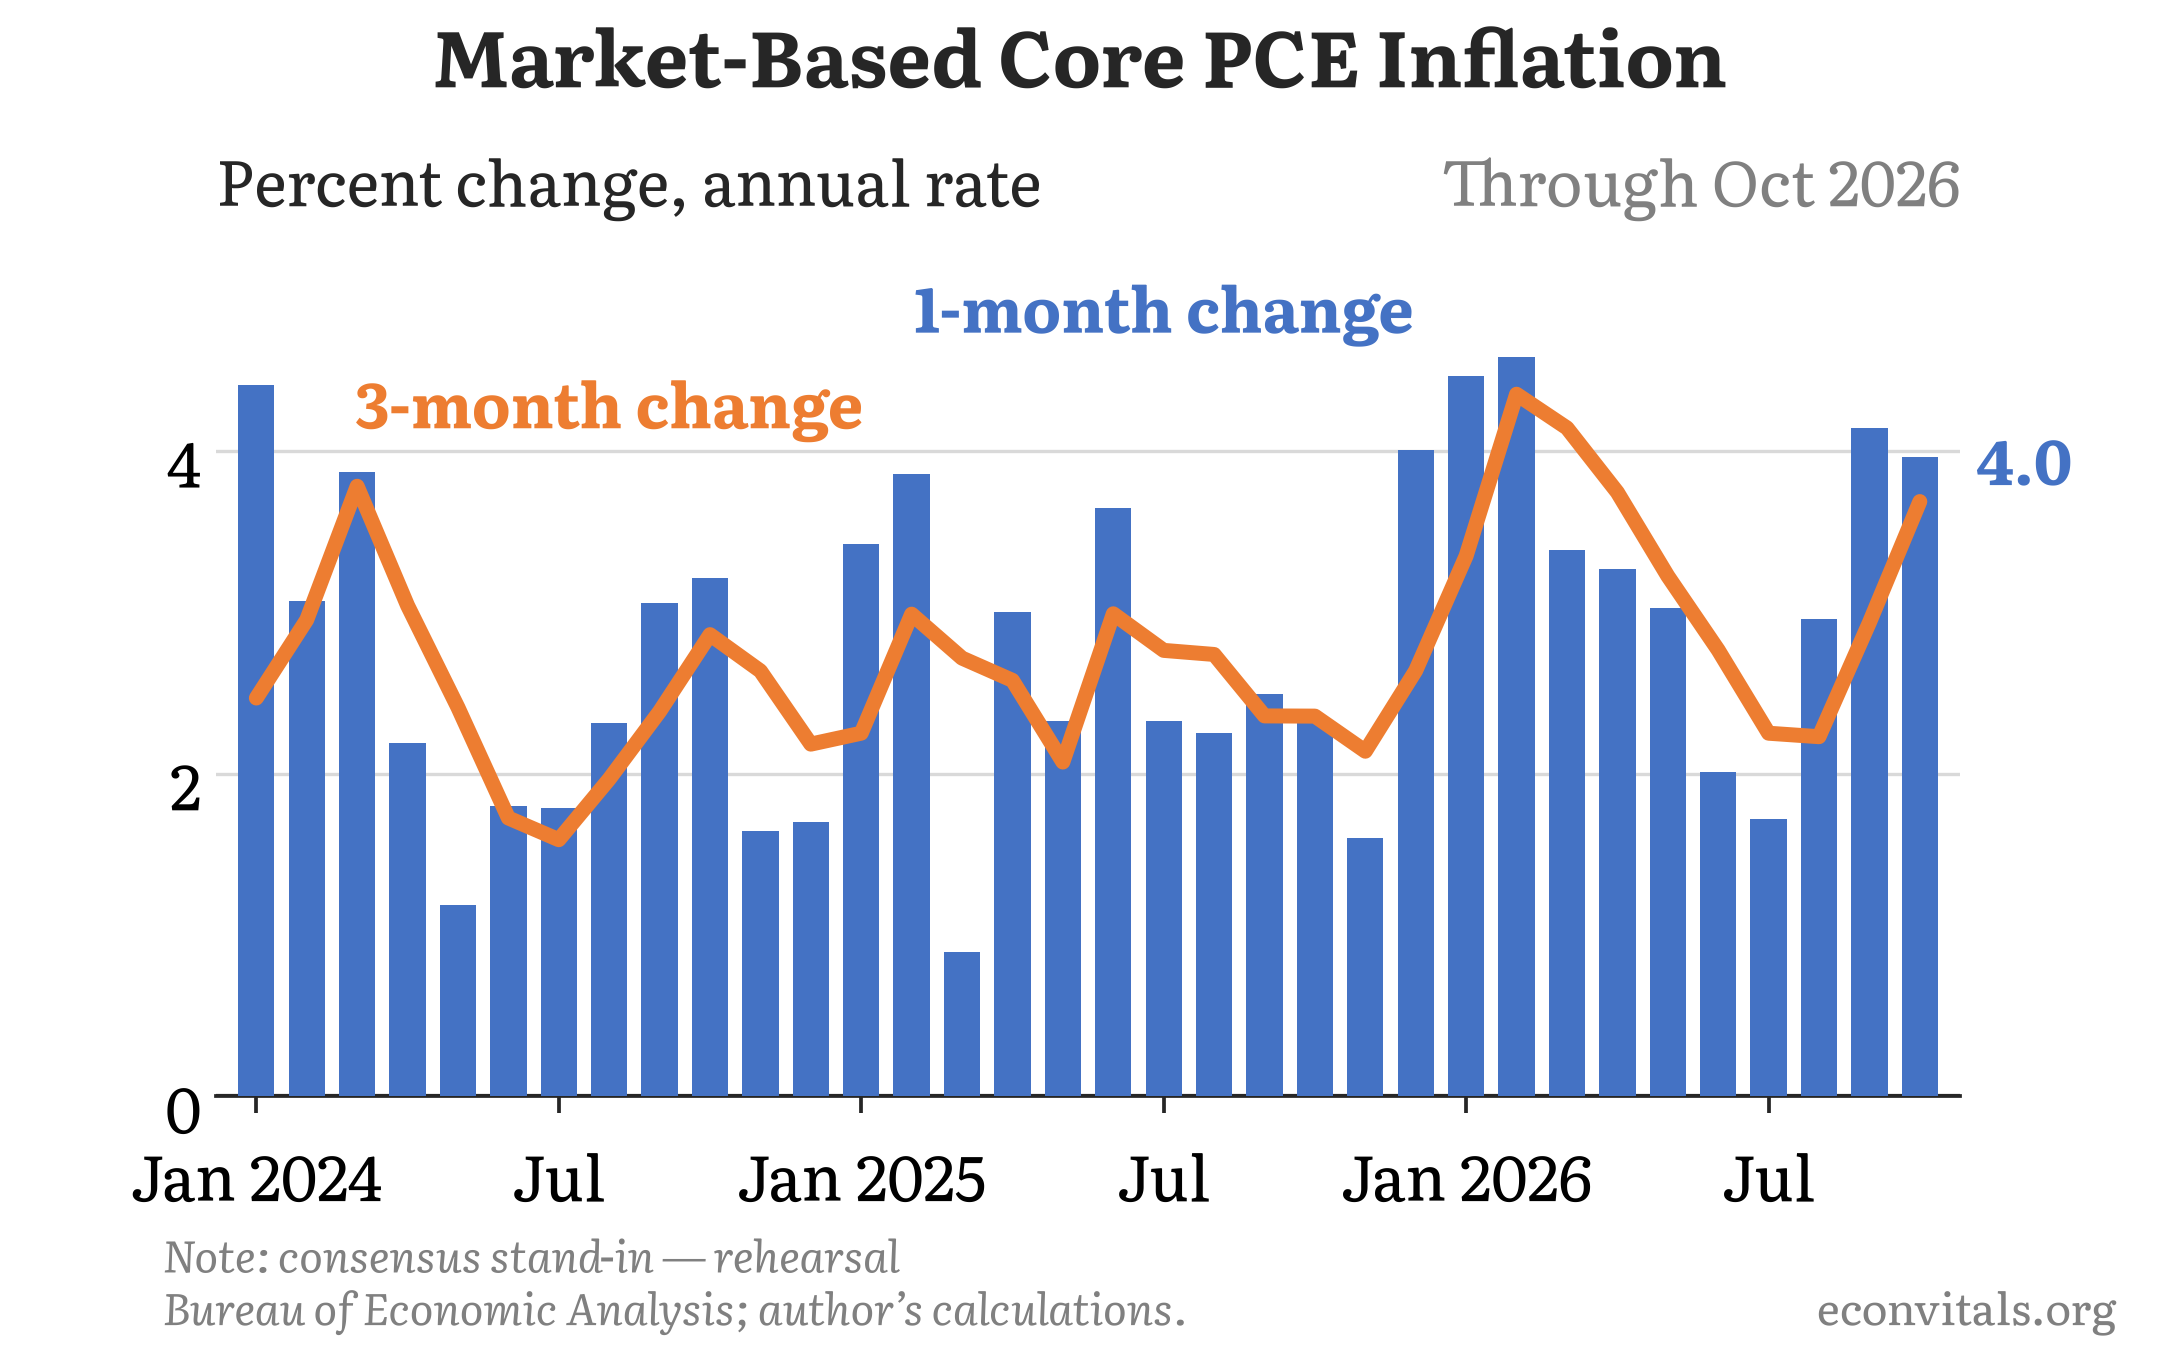 Market-Based Core PCE Inflation
Percent change, annual rate
Through Oct 2026
1-month change
3-month change
4
4.0
2
0
Jan 2024 Jul Jan 2025 Jul Jan 2026 Jul
Note: consensus stand-in — rehearsal
Bureau of Economic Analysis; author’s calculations.
econvitals.org